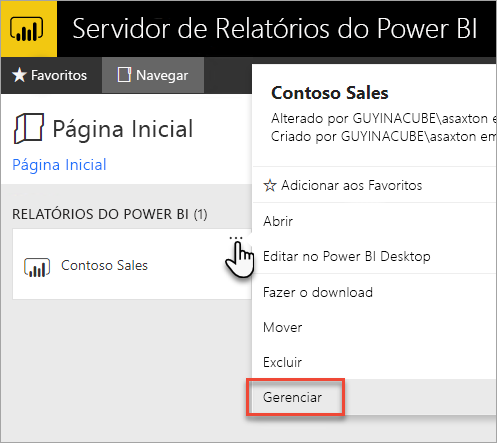 Servidor de Relatórios do Power BI
Favoritos
Navegar
Página Inicial
Página Inicial
RELATÓRIOS DO POWER BI (1)
Contoso Sales
Contoso Sales
Alterado por GUYINACUBE\asaxton e
Criado por GUYINACUBE\asaxton em
Adicionar aos Favoritos
Abrir
Editar no Power BI Desktop
Fazer o download
Mover
Excluir
Gerenciar